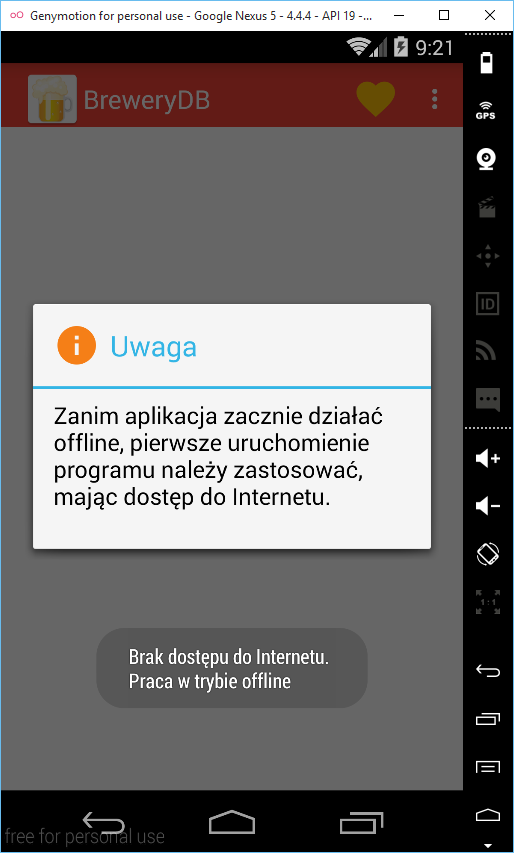 Genymotion for personal use - Google Nexus 5 - 4.4.4 - API 19 -...
9:21
BreweryDB
GPS
ID
Uwaga
Zanim aplikacja zacznie działać
offline, pierwsze uruchomienie
programu należy zastosować,
mając dostęp do Internetu.
1:1
Brak dostępu do Internetu.
Praca w trybie offline
free for personal use